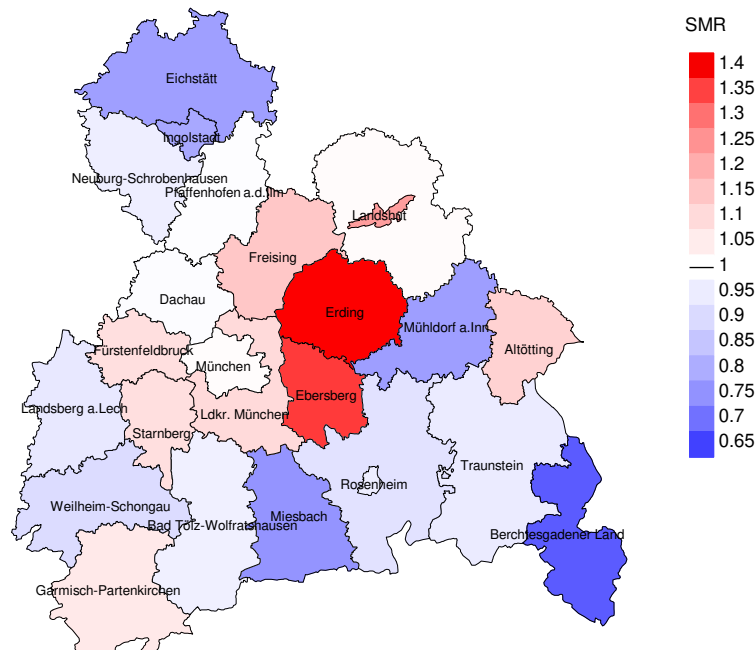 SMR
1.4
1.35
1.3
1.25
1.2
1.15
1.1
1.05
1
0.95
0.9
0.85
0.8
0.75
0.7
0.65
Eichstätt
Ingolstadt
Neuburg-Schrobenhausen
Pfaffenhofen a.d.Ilm
Landshut
Freising
Dachau
Erding
Mühldorf a.Inn
Fürstenfeldbruck
München
Altötting
Ebersberg
Landsberg a.Lech
Ldkr. München
Starnberg
Traunstein
Rosenheim
Weilheim-Schongau
Miesbach
Bad Tölz-Wolfratshausen
Berchtesgadener Land
Garmisch-Partenkirchen